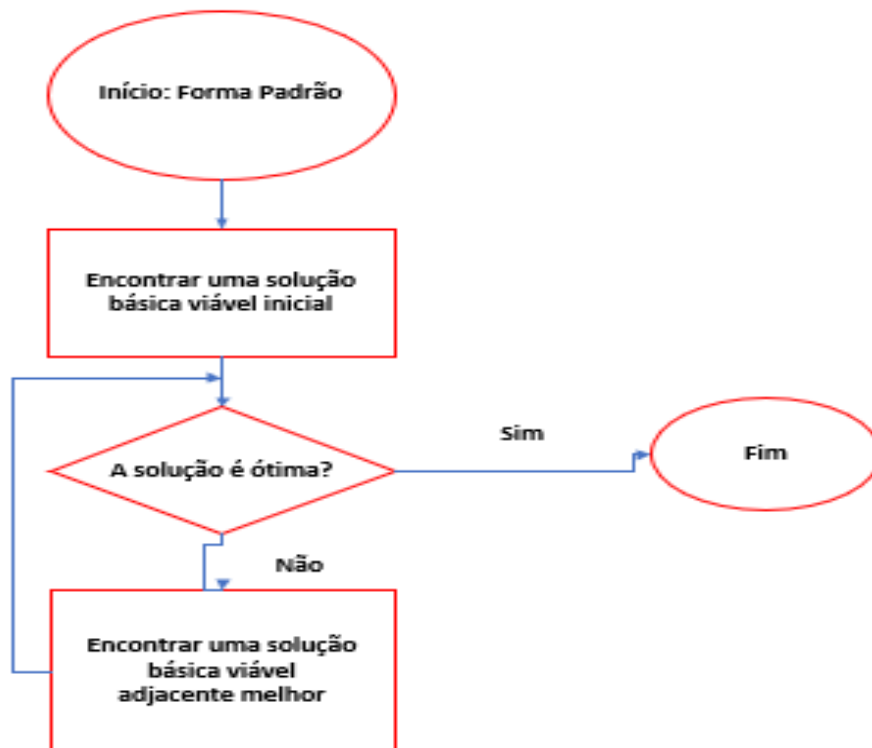 Início: Forma Padrão
Encontrar uma solução
básica viável inicial
A solução é ótima?
Sim
Fim
Não
Encontrar uma solução
básica viável
adjacente melhor